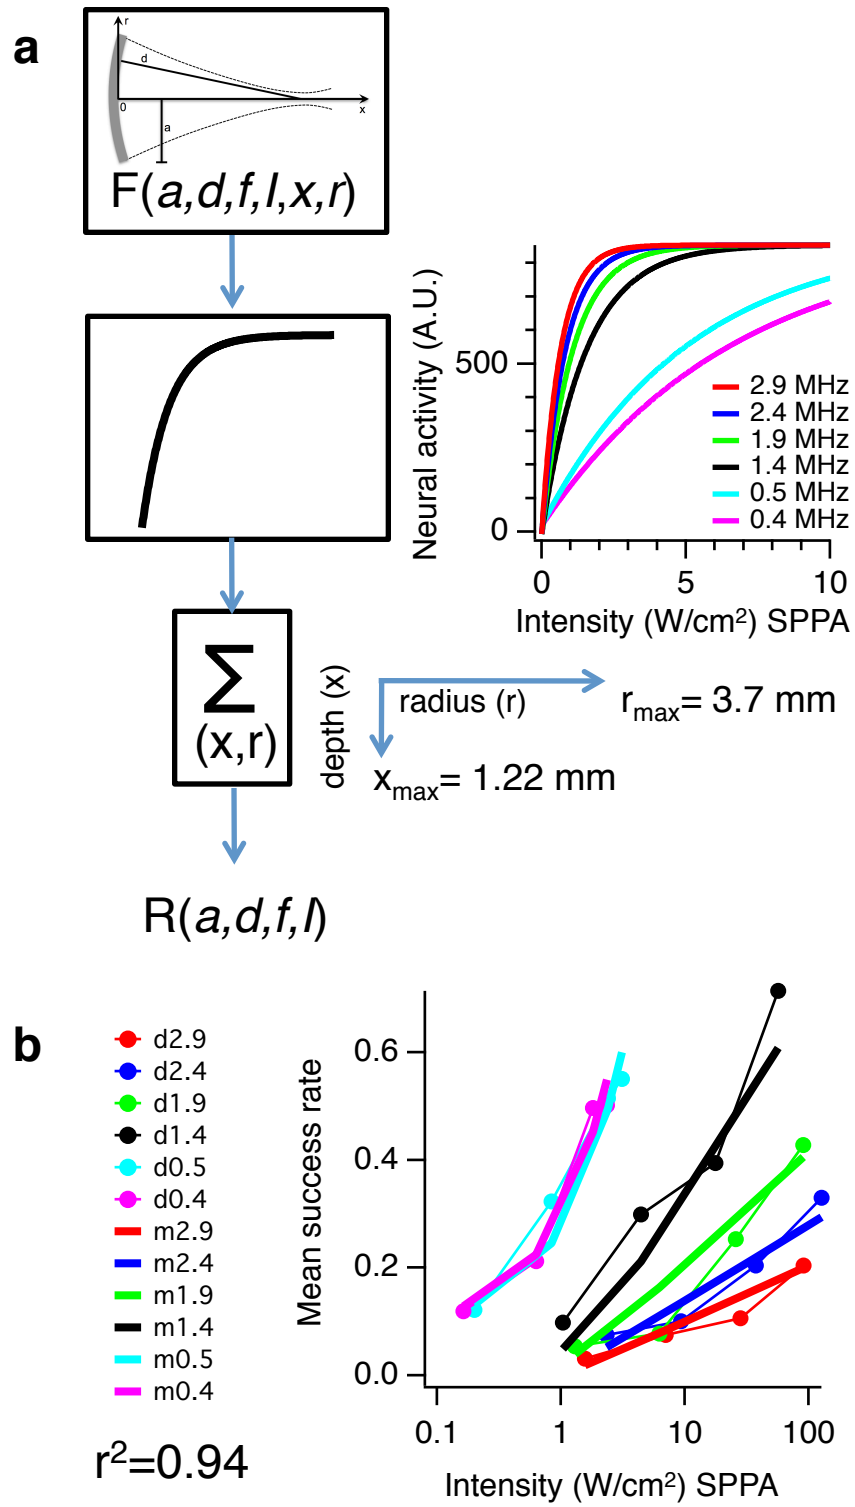 a
r
d
0
x
a
F(a,d,f,I,x,r)
Neural activity (A.U.)
500
0
2.9 MHz
2.4 MHz
1.9 MHz
1.4 MHz
0.5 MHz
0.4 MHz
0 5 10
Intensity (W/cm²) SPPA
∑
(x,r)
depth (x)
radius (r)
rmax= 3.7 mm
xmax= 1.22 mm
R(a,d,f,I)
b
d2.9
d2.4
d1.9
d1.4
d0.5
d0.4
m2.9
m2.4
m1.9
m1.4
m0.5
m0.4
r²=0.94
Mean success rate
0.6
0.4
0.2
0.0
0.1 1 10 100
Intensity (W/cm²) SPPA